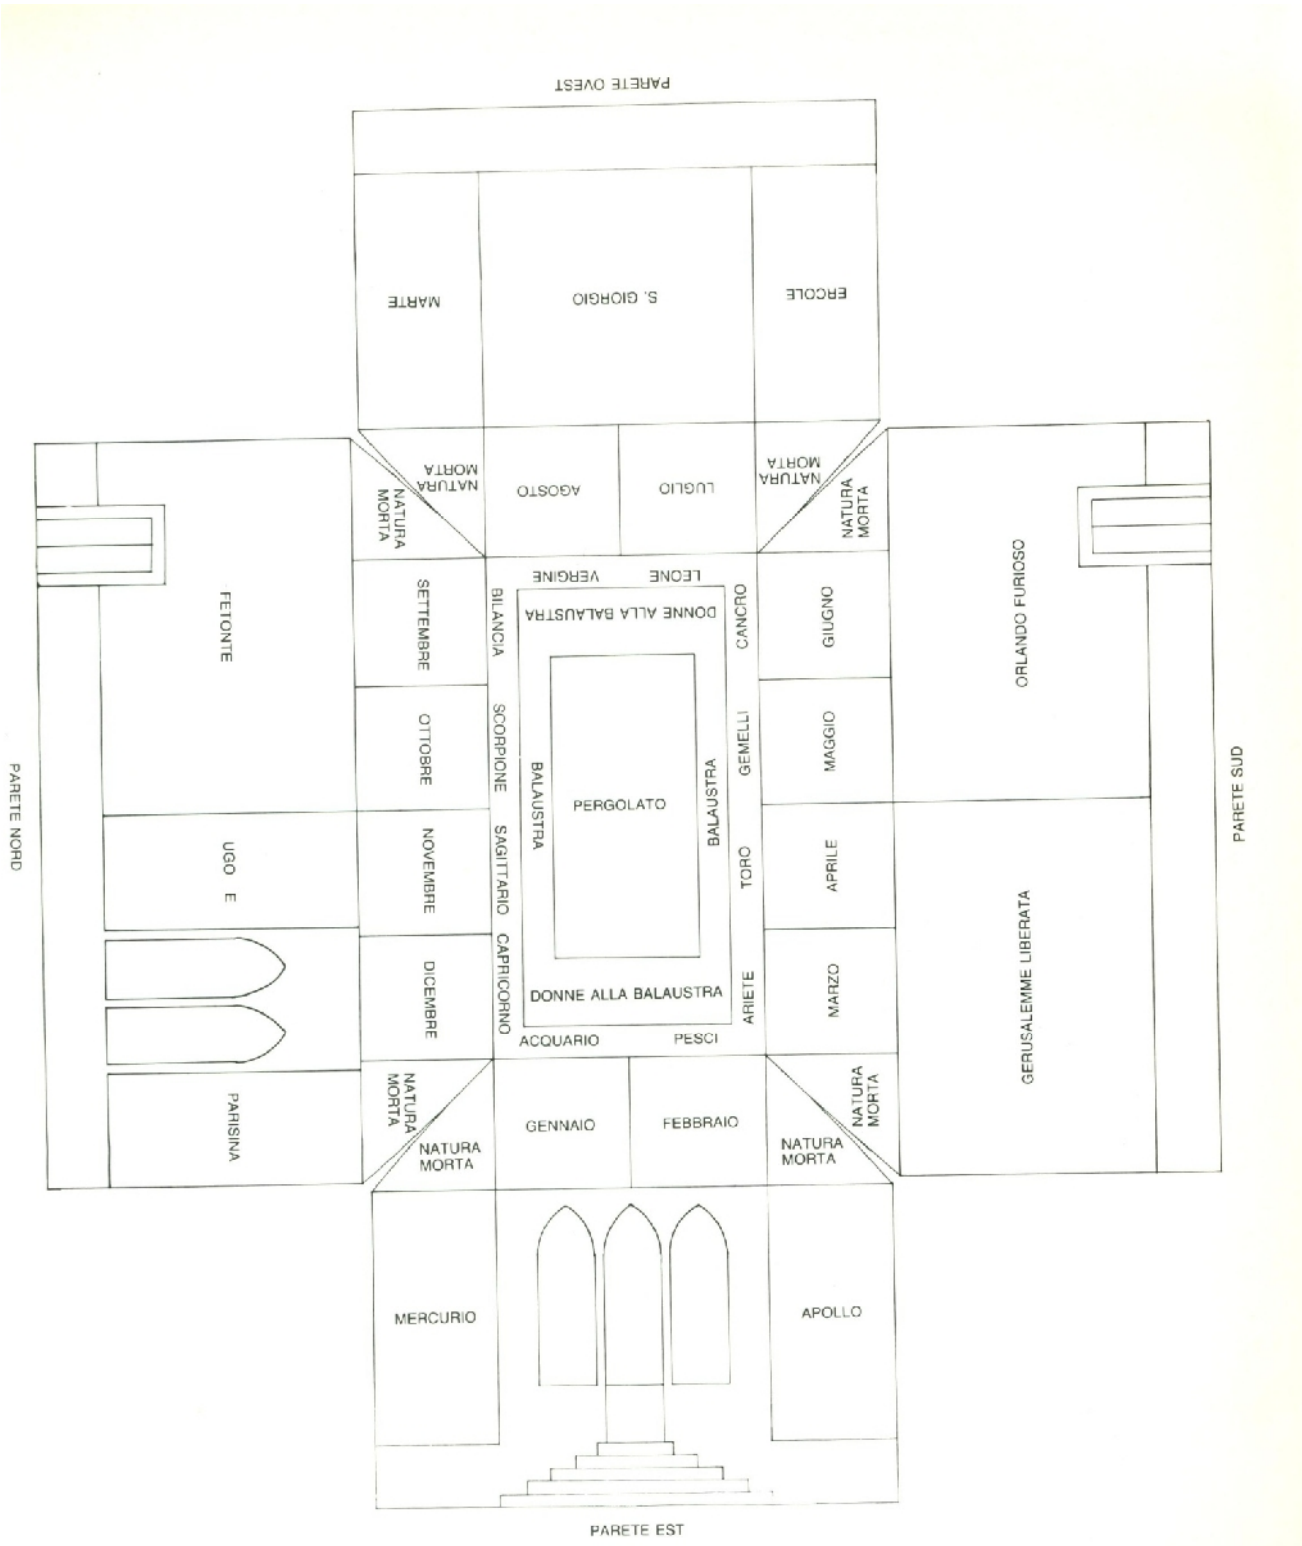 PARETE OVEST
MARTE
S. GIORGIO
ERCOLE
NATURA
MORTA
NATURA
MORTA
AGOSTO
LUGLIO
NATURA
MORTA
NATURA
MORTA
VERGINE
LEONE
DONNE ALLA BALAUSTRA
FETONTE
SETTEMBRE
BILANCIA
CANCRO
GIUGNO
ORLANDO FURIOSO
OTTOBRE
SCORPIONE
BALAUSTRA
PERGOLATO
BALAUSTRA
GEMELLI
MAGGIO
PARETE NORD
PARETE SUD
UGO E
NOVEMBRE
SAGITTARIO
TORO
APRILE
GERUSALEMME LIBERATA
DICEMBRE
CAPRICORNO
DONNE ALLA BALAUSTRA
ARIETE
MARZO
ACQUARIO
PESCI
PARISINA
NATURA
MORTA
NATURA
MORTA
GENNAIO
FEBBRAIO
NATURA
MORTA
NATURA
MORTA
MERCURIO
APOLLO
PARETE EST